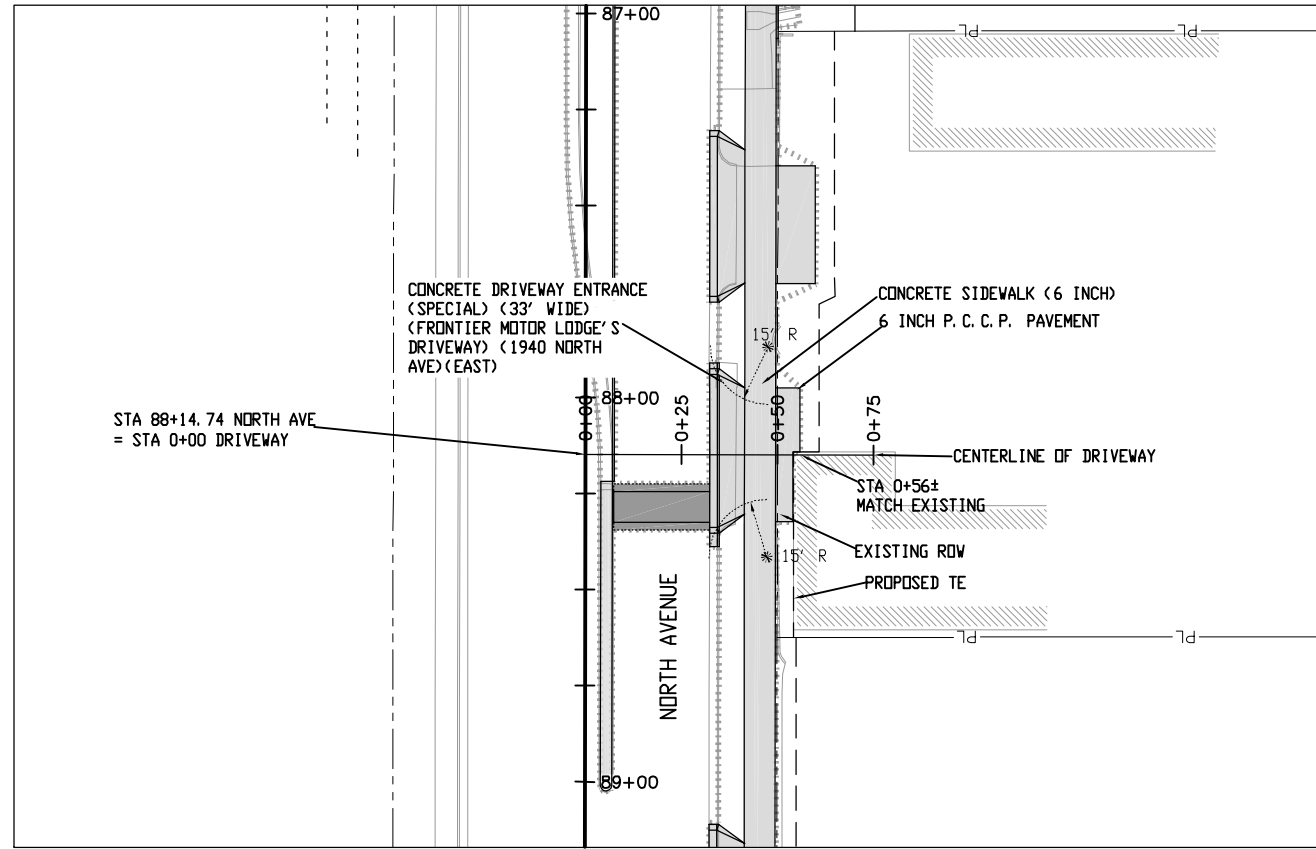 87+00
PL PL
CONCRETE DRIVEWAY ENTRANCE
(SPECIAL) (33' WIDE)
(FRONTIER MOTOR LODGE'S
DRIVEWAY) (1940 NORTH
AVE)(EAST)
CONCRETE SIDEWALK (6 INCH)
6 INCH P.C.C.P. PAVEMENT
15' R
88+00
0+00
0+25
0+50
0+75
STA 88+14.74 NORTH AVE
= STA 0+00 DRIVEWAY
CENTERLINE OF DRIVEWAY
STA 0+56±
MATCH EXISTING
EXISTING ROW
15' R
PROPOSED TE
NORTH AVENUE
PL PL
89+00